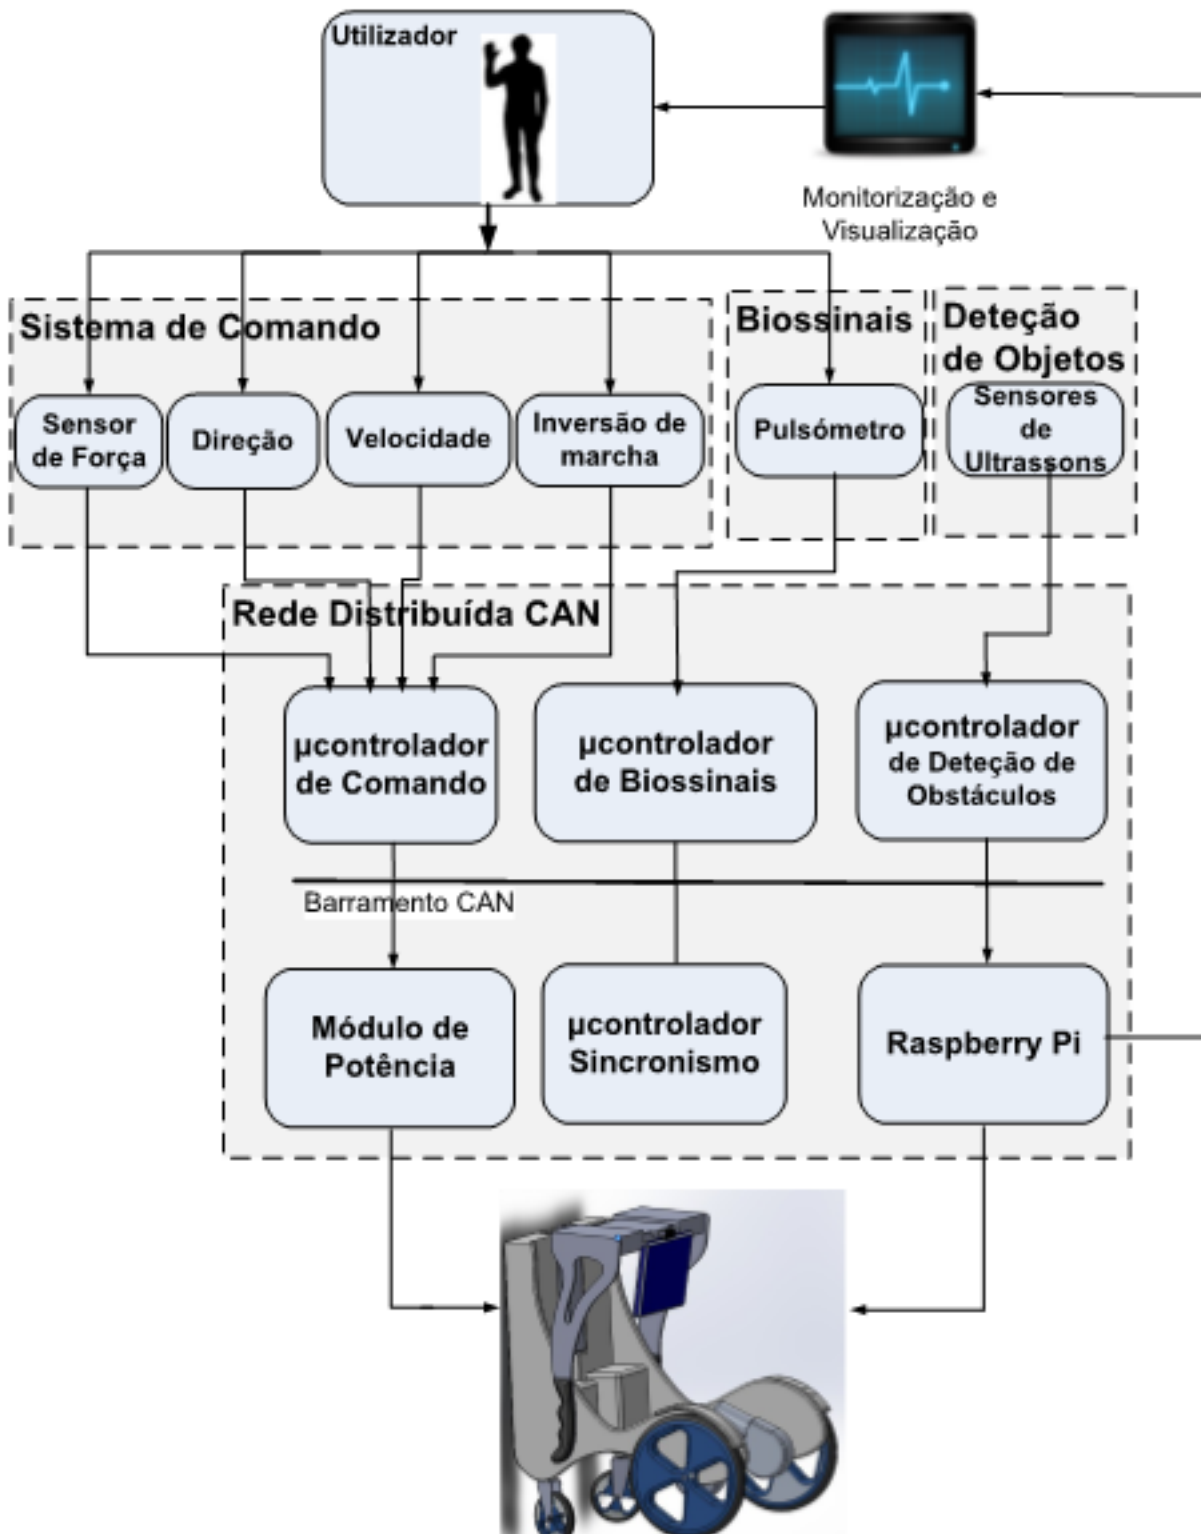 Utilizador
Monitorização e
Visualização
Sistema de Comando
Biossinais
Deteção
de Objetos
Sensor
de Força
Direção
Velocidade
Inversão de
marcha
Pulsómetro
Sensores
de
Ultrassons
Rede Distribuída CAN
µcontrolador
de Comando
µcontrolador
de Biossinais
µcontrolador
de Deteção de
Obstáculos
Barramento CAN
Módulo de
Potência
µcontrolador
Sincronismo
Raspberry Pi